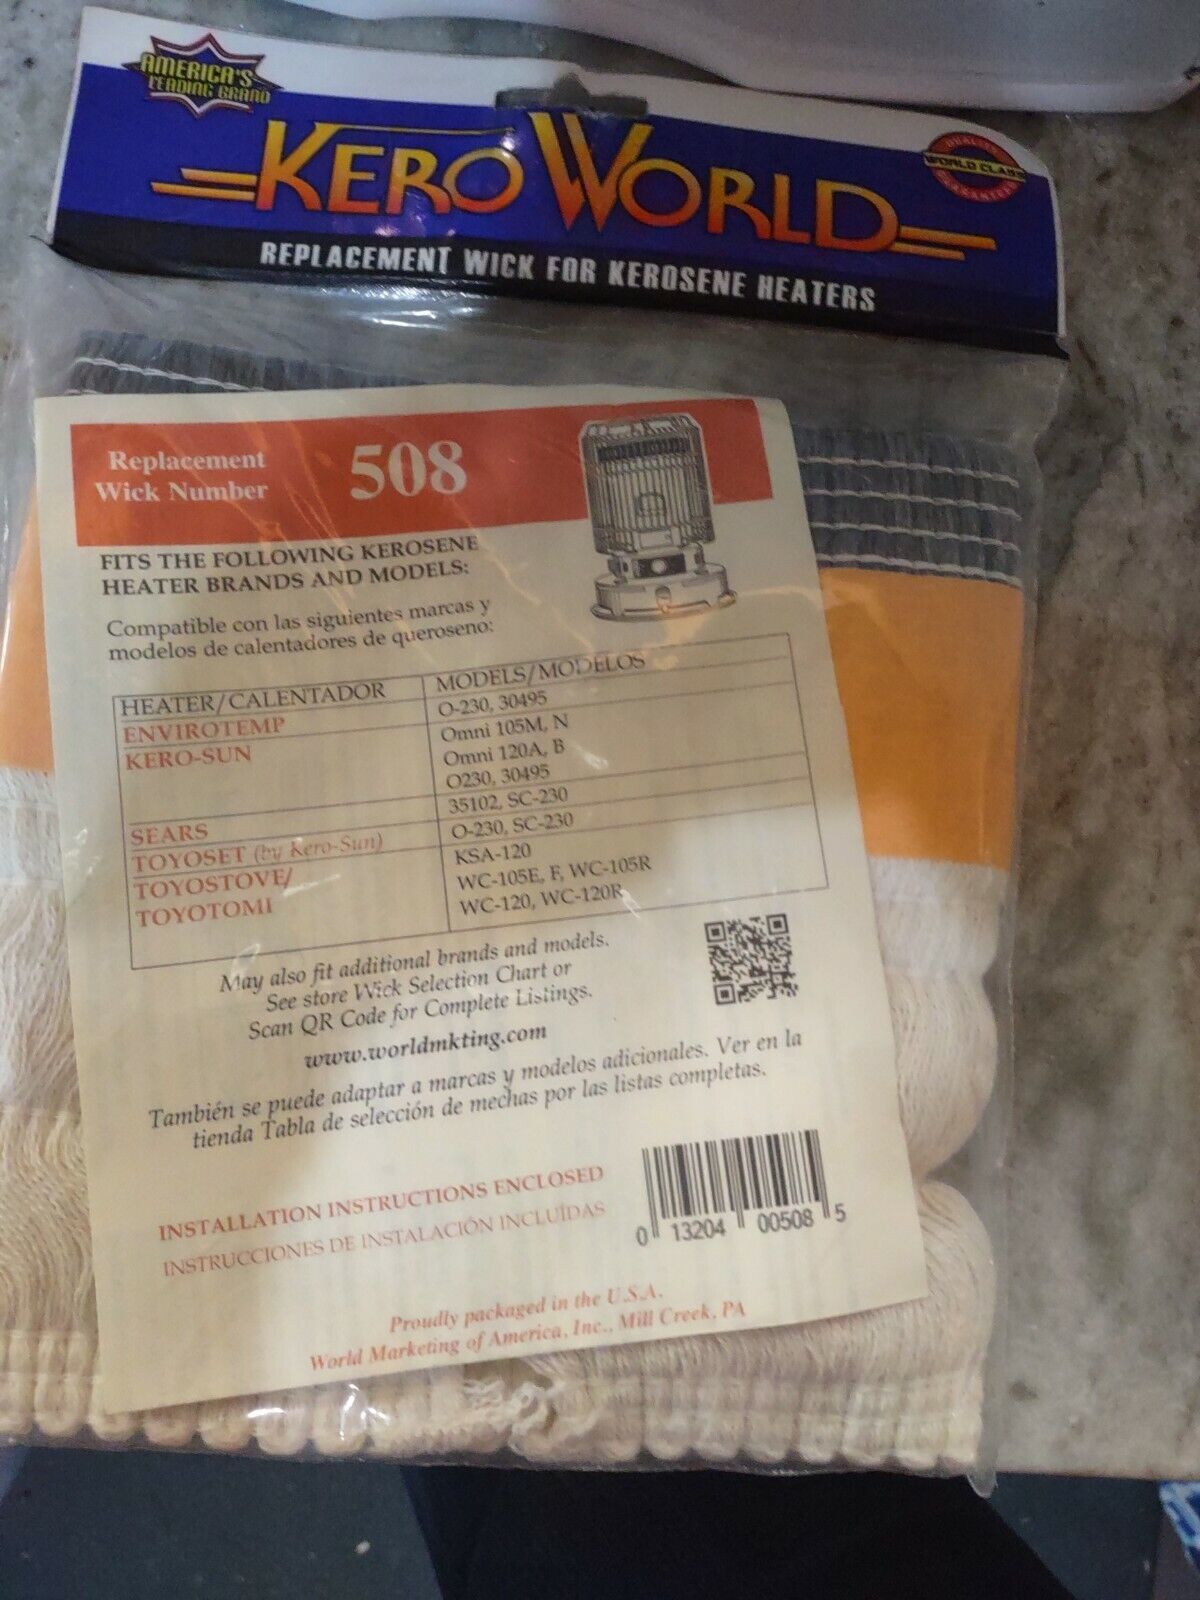 AMERICA'S
LEADING BRAND
KERO WORLD
QUALITY
WORLD CLASS
GUARANTEED
REPLACEMENT WICK FOR KEROSENE HEATERS
Replacement
Wick Number 508
FITS THE FOLLOWING KEROSENE
HEATER BRANDS AND MODELS:
Compatible con las siguientes marcas y
modelos de calentadores de queroseno:
HEATER/CALENTADOR MODELS/MODELOS
ENVIROTEMP O-230, 30495
KERO-SUN Omni 105M, N
Omni 120A, B
O230, 30495
SEARS 35102, SC-230
TOYOSET (by Kero-Sun) O-230, SC-230
TOYOSTOVE/ KSA-120
TOYOTOMI WC-105E, F, WC-105R
WC-120, WC-120R
May also fit additional brands and models.
See store Wick Selection Chart or
Scan QR Code for Complete Listings.
www.worldmkting.com
También se puede adaptar a marcas y modelos adicionales. Ver en la
tienda Tabla de selección de mechas por las listas completas.
INSTALLATION INSTRUCTIONS ENCLOSED
INSTRUCCIONES DE INSTALACIÓN INCLUÍDAS
0 13204 00508 5
Proudly packaged in the U.S.A.
World Marketing of America, Inc., Mill Creek, PA